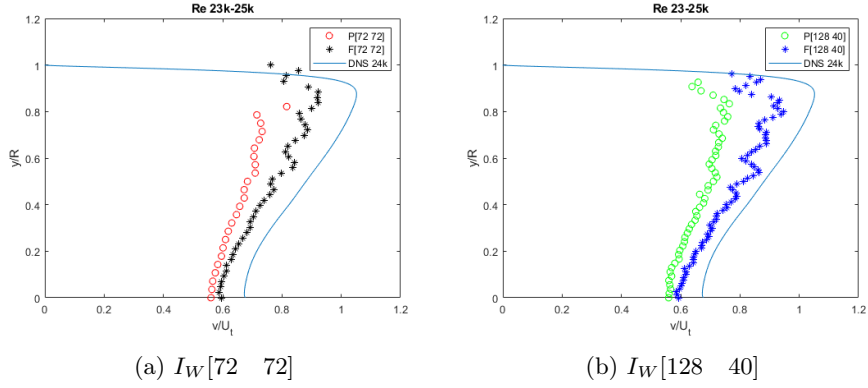 Re 23k-25k
P[72 72]
F[72 72]
DNS 24k
1.2
1
0.8
0.6
0.4
0.2
0
y/R
0 0.2 0.4 0.6 0.8 1 1.2
v/U_t
(a) I_W[72 72]
Re 23-25k
P[128 40]
F[128 40]
DNS 24k
1.2
1
0.8
0.6
0.4
0.2
0
y/R
0 0.2 0.4 0.6 0.8 1 1.2
v/U_t
(b) I_W[128 40]